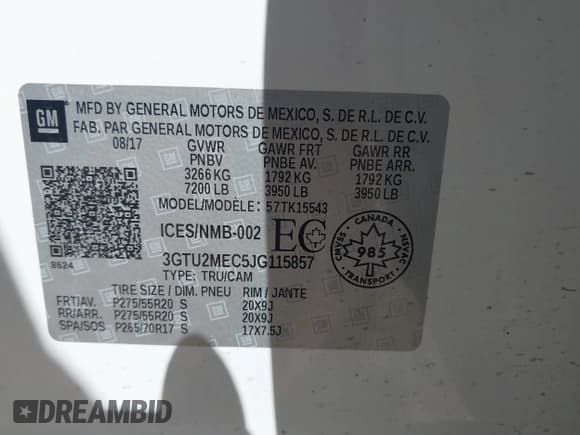 GM
MFD BY GENERAL MOTORS DE MEXICO, S. DE R.L. DE C.V.
FAB. PAR GENERAL MOTORS DE MEXICO, S. DE R.L. DE C.V.
08/17 GVWR GAWR FRT GAWR RR
PNBV PNBE AV. PNBE ARR.
3266 KG 1792 KG 1792 KG
7200 LB 3950 LB 3950 LB
MODEL/MODÈLE: 57TK15543
ICES/NMB-002 EC
8624 3GTU2MEC5JG115857
TYPE: TRU/CAM
CANADA
CMVSS 985 NSVAC
TIRE SIZE / DIM. PNEU RIM / JANTE
FRT/AV. P275/55R20 S 20X9J
RR/ARR. P275/55R20 S 20X9J
SPA/SOS P265/70R17 S 17X7.5J
DREAMBID